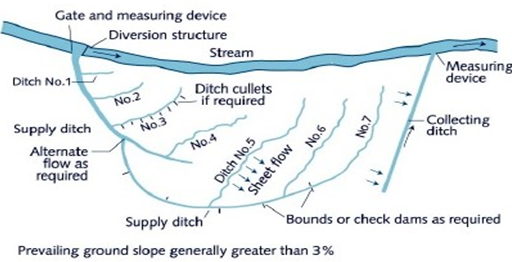 Gate and measuring device
Diversion structure
Stream
Measuring
device
Ditch No.1
No.2
Ditch cullets
if required
No.3
Supply ditch
No.4
Alternate
flow as
required
Ditch No.5
Sheet flow
No.6
No.7
Collecting
ditch
Supply ditch
Bounds or check dams as required
Prevailing ground slope generally greater than 3%